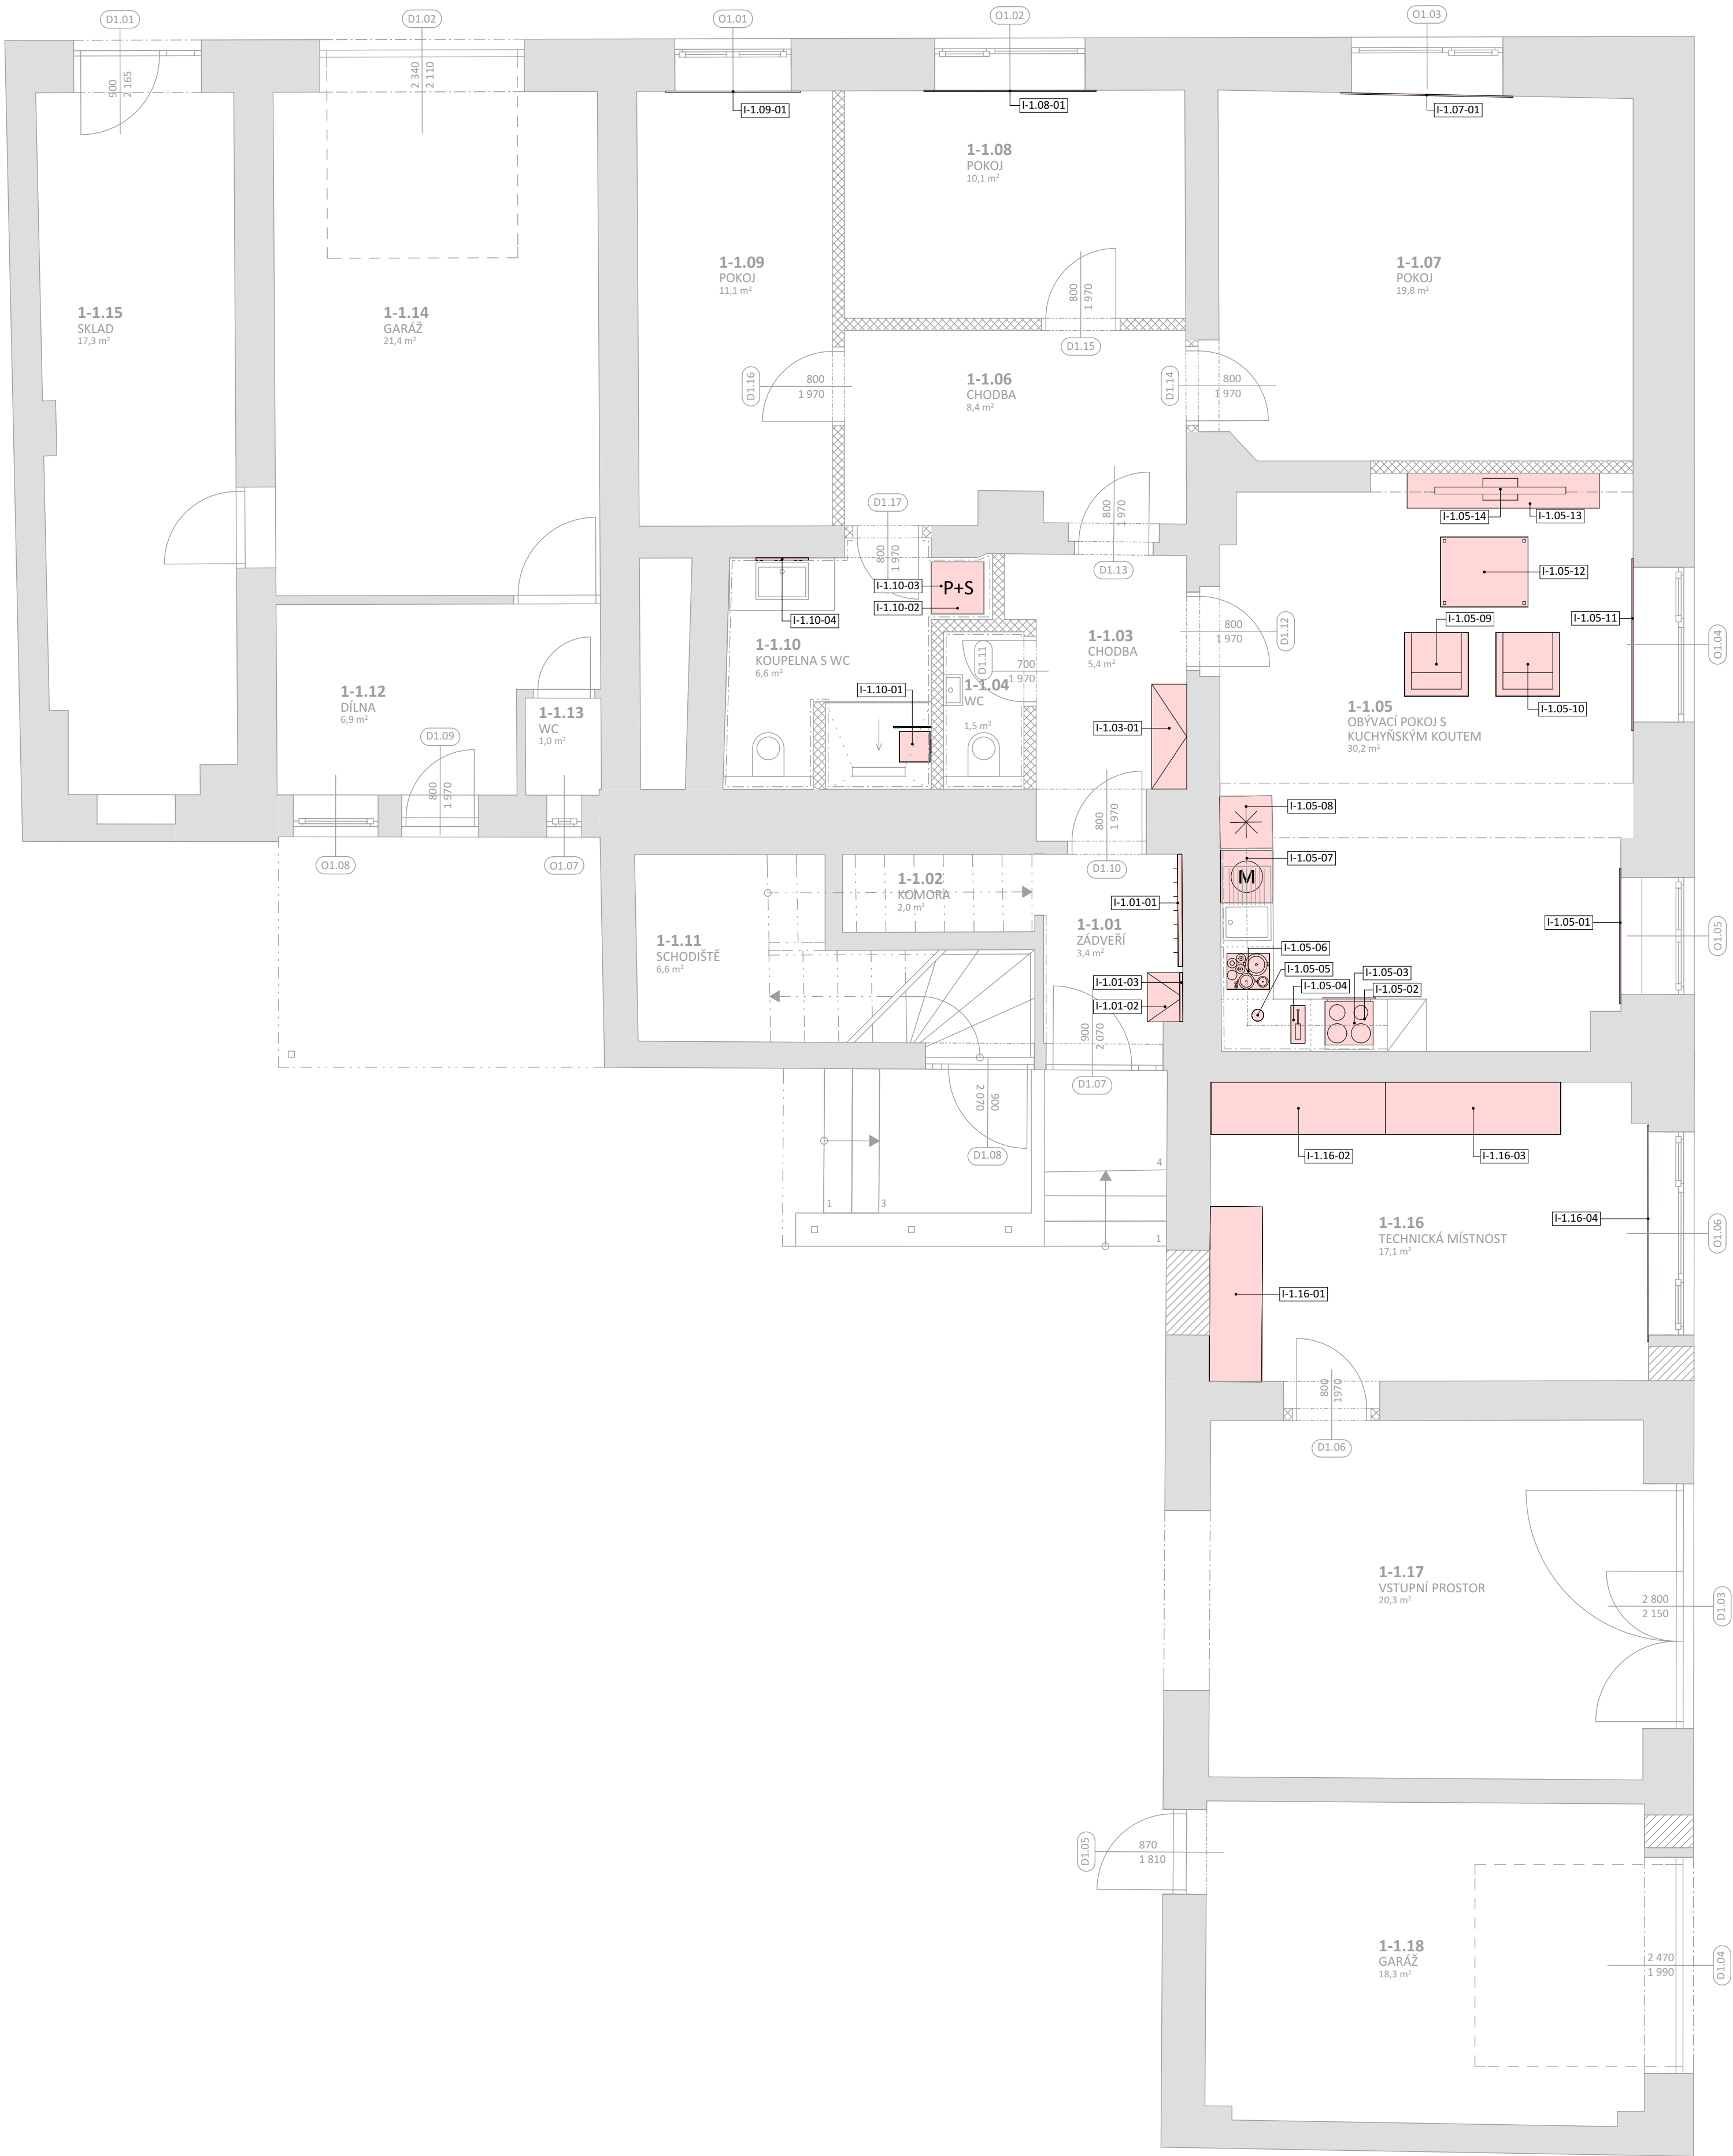 D1.01
D1.02
O1.01
O1.02
O1.03
900
2 165
2 340
2 110
I-1.09-01
I-1.08-01
I-1.07-01
1-1.08
POKOJ
10,1 m²
1-1.09
POKOJ
11,1 m²
1-1.07
POKOJ
19,8 m²
1-1.15
SKLAD
17,3 m²
1-1.14
GARÁŽ
21,4 m²
800
1 970
D1.15
D1.16
800
1 970
1-1.06
CHODBA
8,4 m²
D1.14
800
1 970
D1.17
800
1 970
800
1 970
D1.13
I-1.05-14
I-1.05-13
I-1.05-12
I-1.10-03
P+S
I-1.10-02
I-1.10-04
I-1.05-09
I-1.05-11
O1.04
1-1.10
KOUPELNA S WC
6,6 m²
D1.11
700
1 970
1-1.03
CHODBA
5,4 m²
800
1 970
D1.12
1-1.04
WC
1,5 m²
I-1.10-01
I-1.03-01
1-1.05
OBÝVACÍ POKOJ S
KUCHYŇSKÝM KOUTEM
30,2 m²
I-1.05-10
1-1.12
DÍLNA
6,9 m²
1-1.13
WC
1,0 m²
D1.09
800
1 970
O1.08
O1.07
800
1 970
D1.10
I-1.05-08
I-1.05-07
M
1-1.02
KOMORA
2,0 m²
I-1.01-01
I-1.05-01
O1.05
1-1.11
SCHODIŠTĚ
6,6 m²
1-1.01
ZÁDVEŘÍ
3,4 m²
I-1.05-06
I-1.05-05
I-1.05-04
I-1.05-03
I-1.05-02
I-1.01-03
I-1.01-02
900
2 070
D1.07
900
2 070
D1.08
1
3
4
1
I-1.16-02
I-1.16-03
I-1.16-04
O1.06
1-1.16
TECHNICKÁ MÍSTNOST
17,1 m²
I-1.16-01
800
1970
D1.06
1-1.17
VSTUPNÍ PROSTOR
20,3 m²
2 800
2 150
D1.03
D1.05
870
1 810
1-1.18
GARÁŽ
18,3 m²
2 470
1 990
D1.04